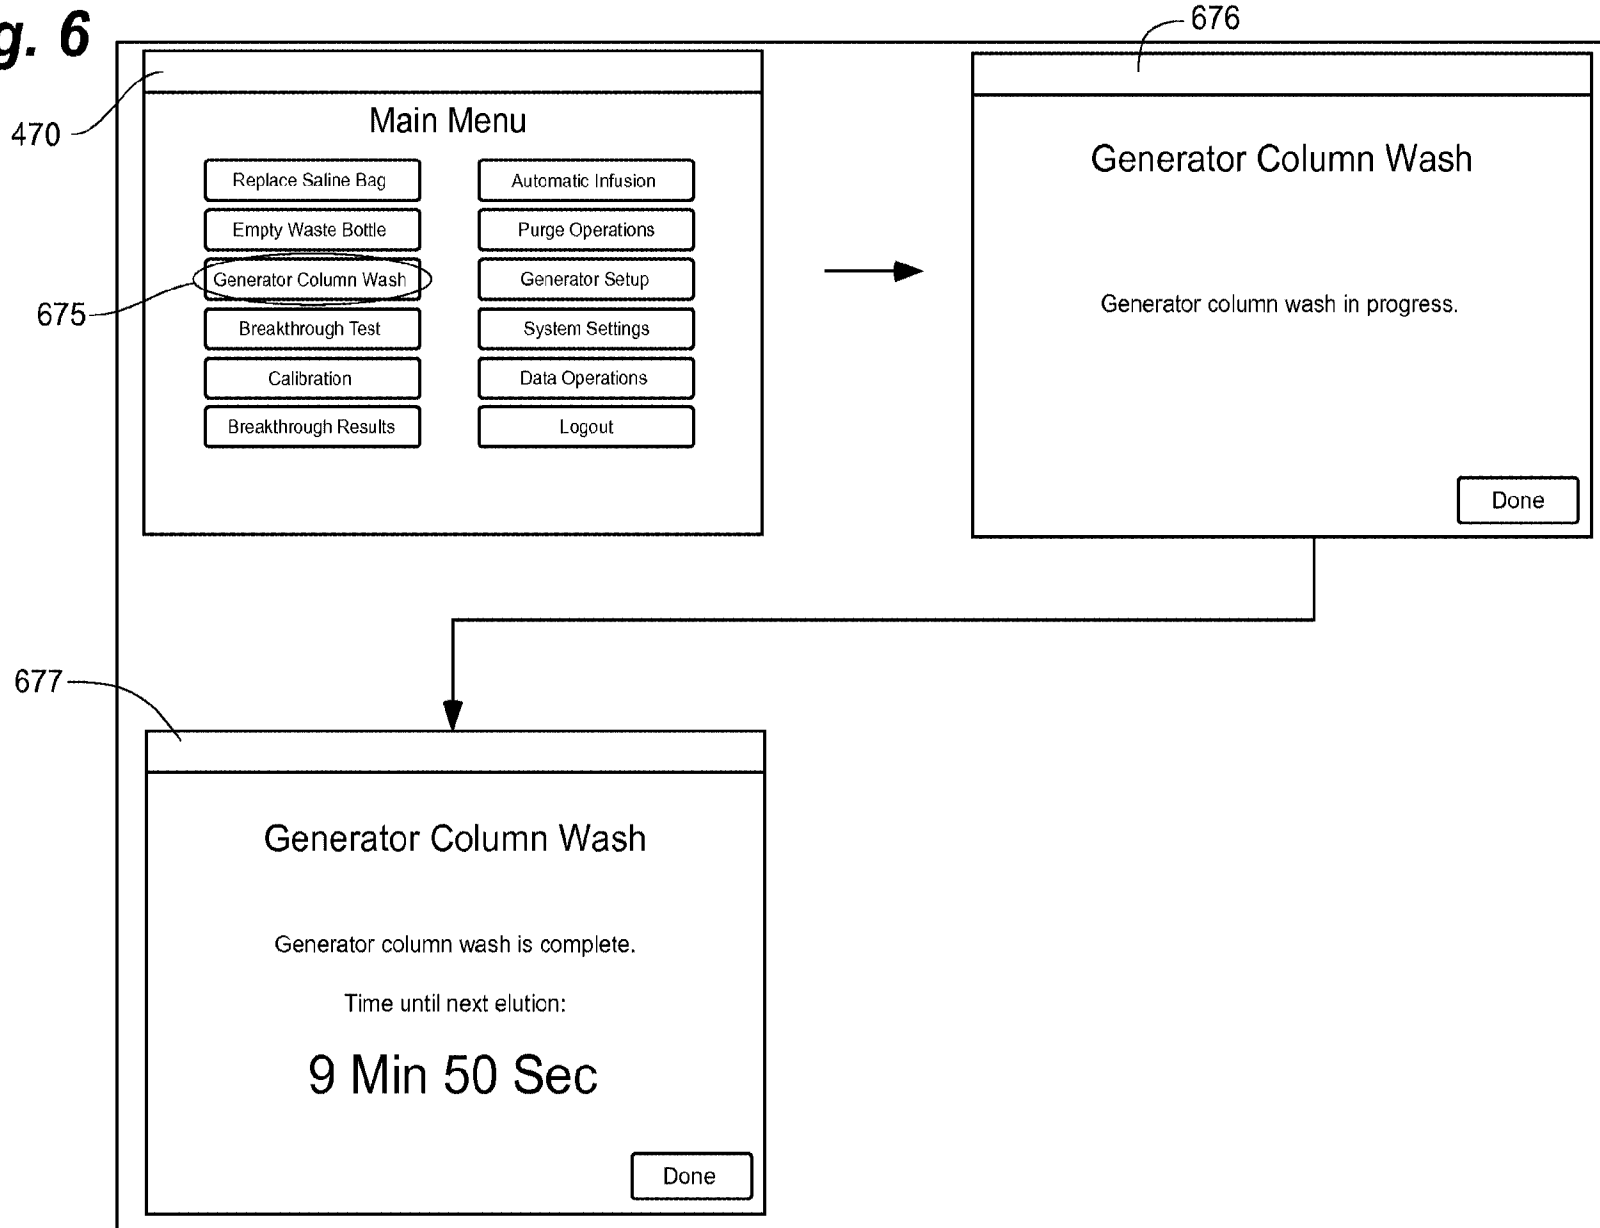 g. 6
676
470
Main Menu
Replace Saline Bag
Automatic Infusion
Empty Waste Bottle
Purge Operations
Generator Column Wash
Generator Setup
675
Breakthrough Test
System Settings
Calibration
Data Operations
Breakthrough Results
Logout
Generator Column Wash
Generator column wash in progress.
Done
677
Generator Column Wash
Generator column wash is complete.
Time until next elution:
9 Min 50 Sec
Done